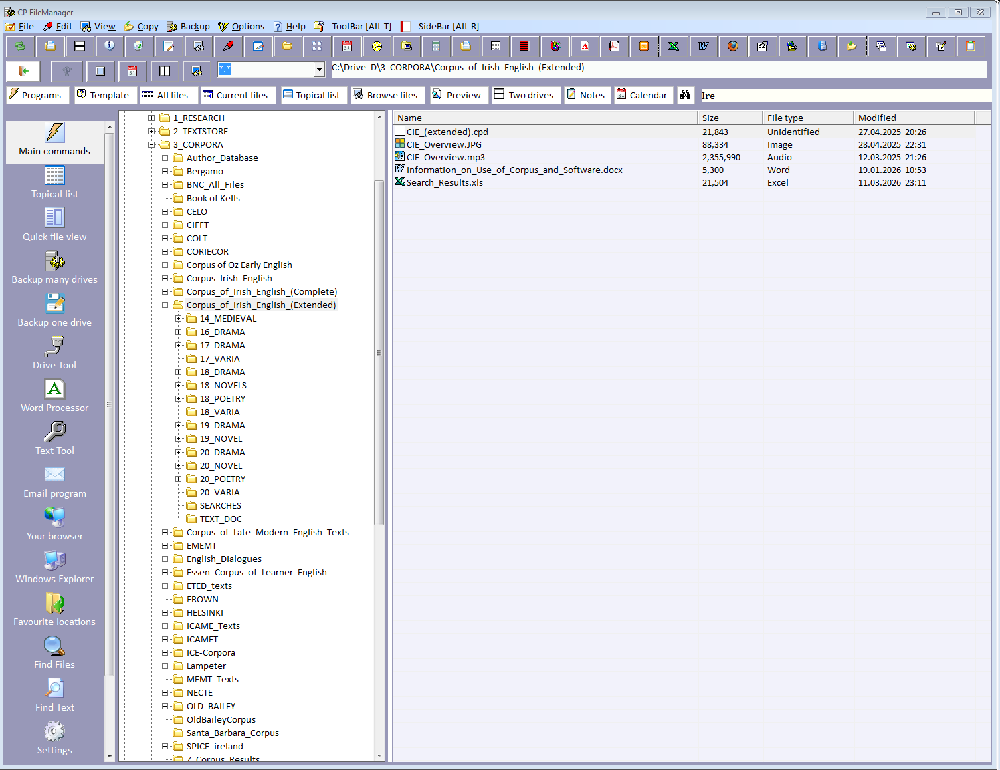 CP FileManager
File Edit View Copy Backup Options Help _ToolBar [Alt-T] _SideBar [Alt-R]
*.* C:\Drive_D\3_CORPORA\Corpus_of_Irish_English_(Extended)
Programs Template All files Current files Topical list Browse files Preview Two drives Notes Calendar Ire
Main commands
Topical list
Quick file view
Backup many drives
Backup one drive
Drive Tool
Word Processor
Text Tool
Email program
Your browser
Windows Explorer
Favourite locations
Find Files
Find Text
Settings
1_RESEARCH
2_TEXTSTORE
3_CORPORA
Author_Database
Bergamo
BNC_All_Files
Book of Kells
CELO
CIFFT
COLT
CORIECOR
Corpus of Oz Early English
Corpus_Irish_English
Corpus_of_Irish_English_(Complete)
Corpus_of_Irish_English_(Extended)
14_MEDIEVAL
16_DRAMA
17_DRAMA
17_VARIA
18_DRAMA
18_NOVELS
18_POETRY
18_VARIA
19_DRAMA
19_NOVEL
20_DRAMA
20_NOVEL
20_POETRY
20_VARIA
SEARCHES
TEXT_DOC
Corpus_of_Late_Modern_English_Texts
EMEMT
English_Dialogues
Essen_Corpus_of_Learner_English
ETED_texts
FROWN
HELSINKI
ICAME_Texts
ICAMET
ICE-Corpora
Lampeter
MEMT_Texts
NECTE
OLD_BAILEY
OldBaileyCorpus
Santa_Barbara_Corpus
SPICE_ireland
Z_Corpus_Results
Name Size File type Modified
CIE_(extended).cpd 21,843 Unidentified 27.04.2025 20:26
CIE_Overview.JPG 88,334 Image 28.04.2025 22:31
CIE_Overview.mp3 2,355,990 Audio 12.03.2025 21:26
Information_on_Use_of_Corpus_and_Software.docx 5,300 Word 19.01.2026 10:53
Search_Results.xls 21,504 Excel 11.03.2026 23:11